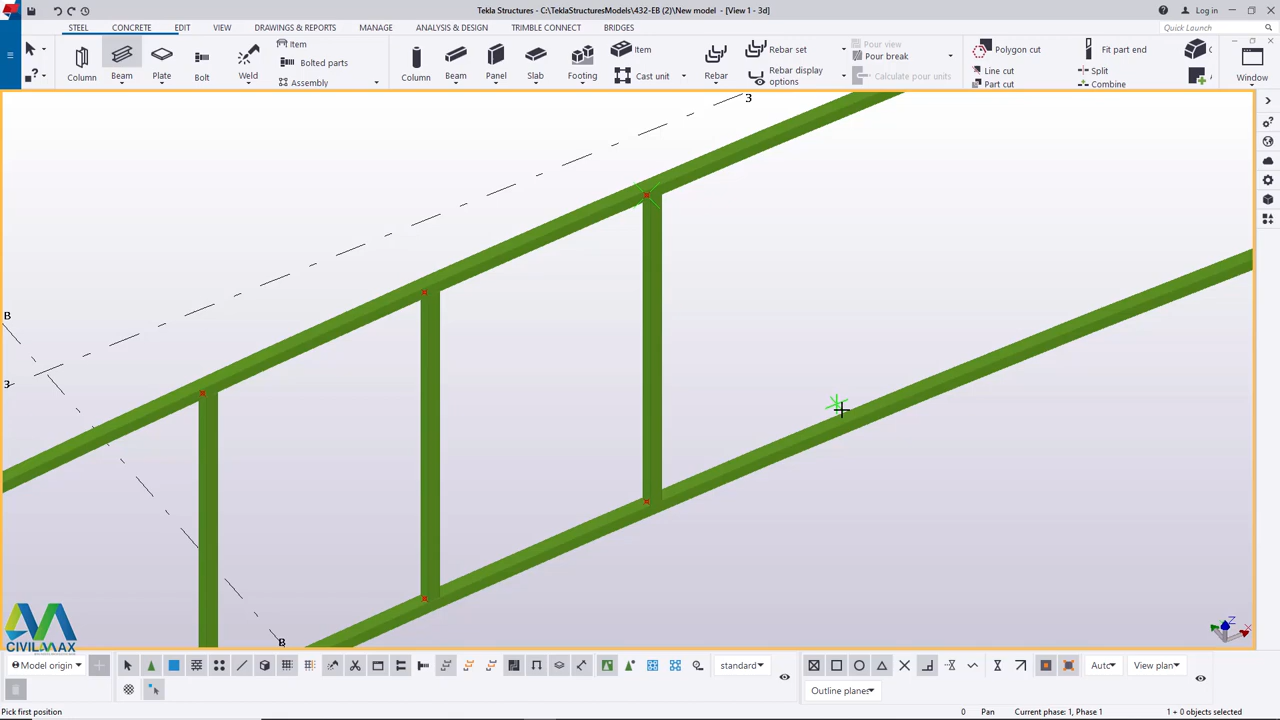 Tekla Structures - C:\TeklaStructuresModels\432-EB (2)\New model - [View 1 - 3d]
Log in
STEEL CONCRETE EDIT VIEW DRAWINGS & REPORTS MANAGE ANALYSIS & DESIGN TRIMBLE CONNECT BRIDGES
Quick Launch
Column
Beam
Plate
Bolt
Weld
Item
Bolted parts
Assembly
Column
Beam
Panel
Slab
Footing
Item
Cast unit
Rebar
Rebar set
Rebar display options
Pour view
Pour break
Calculate pour units
Polygon cut
Line cut
Part cut
Fit part end
Split
Combine
Window
3
B
3
B
CIVILMAX
Z
Model origin
standard
Auto
View plan
Outline planes
Pick first position
0 Pan Current phase: 1, Phase 1 1 + 0 objects selected